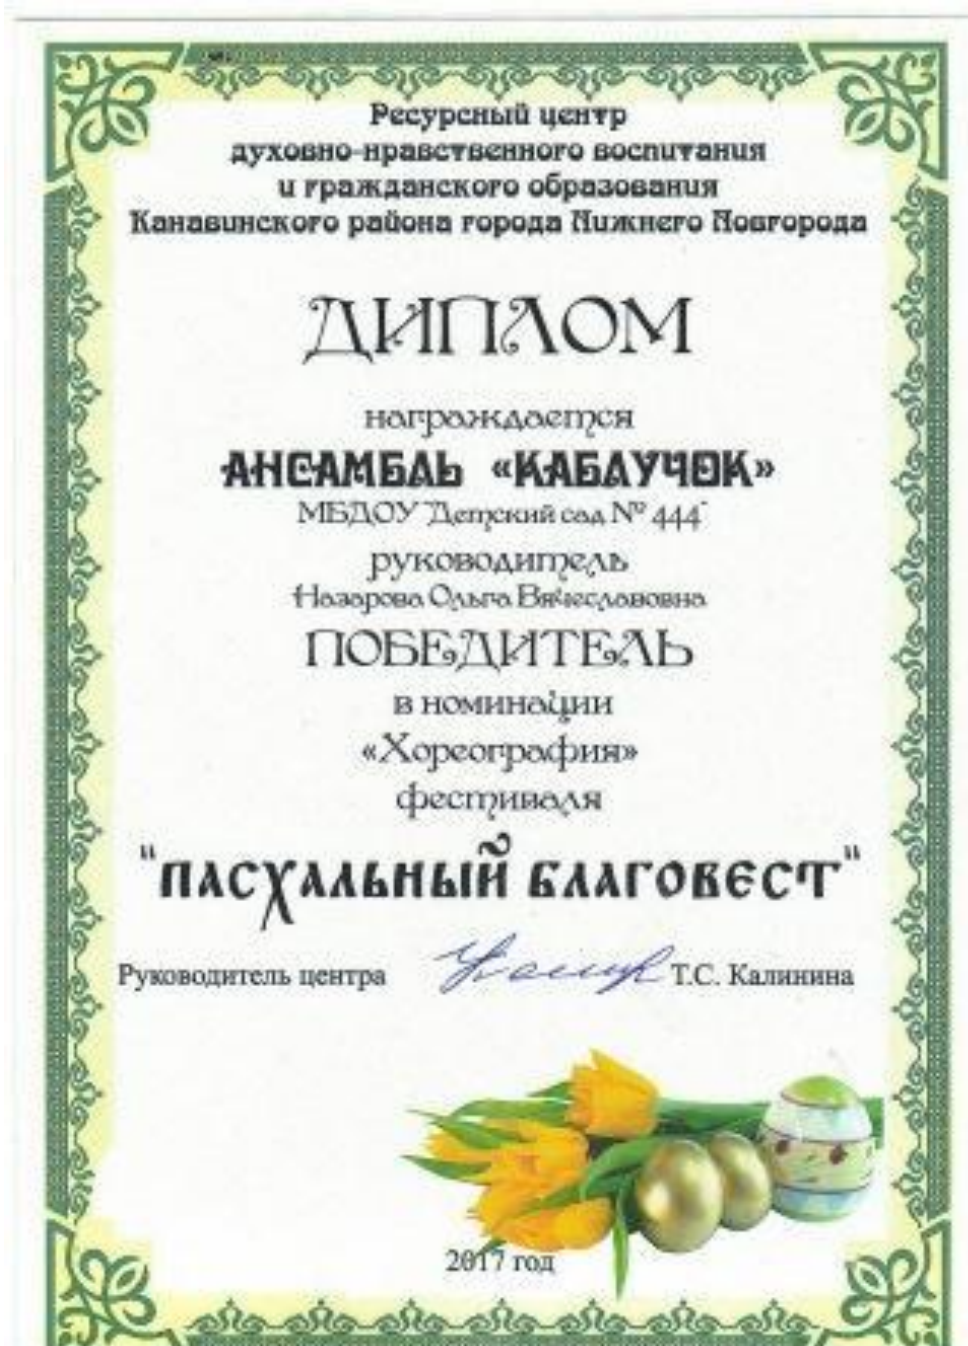 Ресурсный центр
духовно-нравственного воспитания
и гражданского образования
Канавинского района города Нижнего Новгорода
ДИПЛОМ
награждается
АНСАМБЛЬ «КАБЛУЧОК»
МБДОУ "Детский сад № 444"
руководитель
Назарова Ольга Вячеславовна
ПОБЕДИТЕЛЬ
в номинации
«Хореография»
фестиваля
"ПАСХАЛЬНЫЙ БЛАГОВЕСТ"
Руководитель центра Т.С. Калинина
2017 год